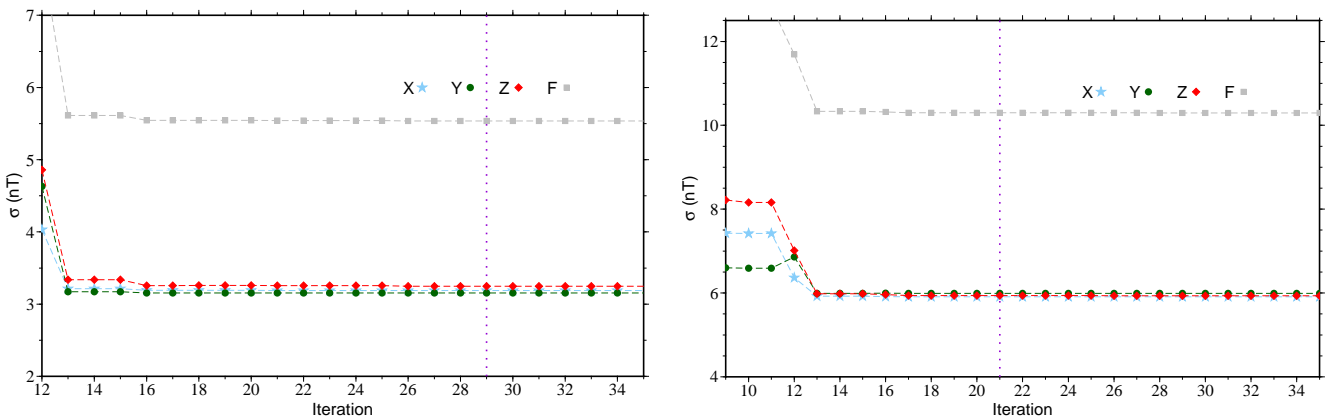 7
6
5
4
3
2
σ (nT)
X Y Z F
12 14 16 18 20 22 24 26 28 30 32 34
Iteration
12
10
8
6
4
σ (nT)
X Y Z F
10 12 14 16 18 20 22 24 26 28 30 32 34
Iteration